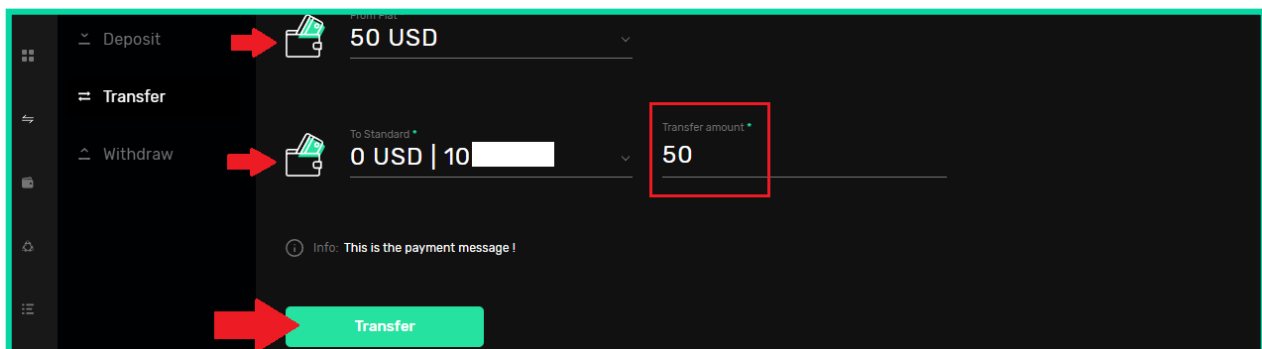 Deposit
Transfer
Withdraw
From Fiat
50 USD
To Standard *
0 USD | 10
Transfer amount *
50
Info: This is the payment message !
Transfer